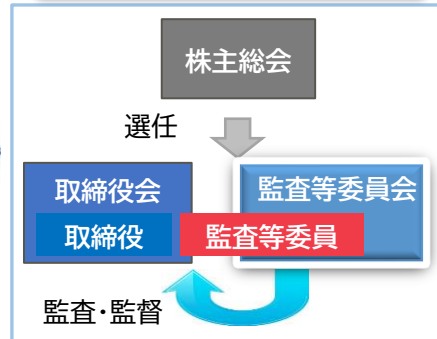 株主総会
選任
取締役会
監査等委員会
取締役
監査等委員
監査・監督